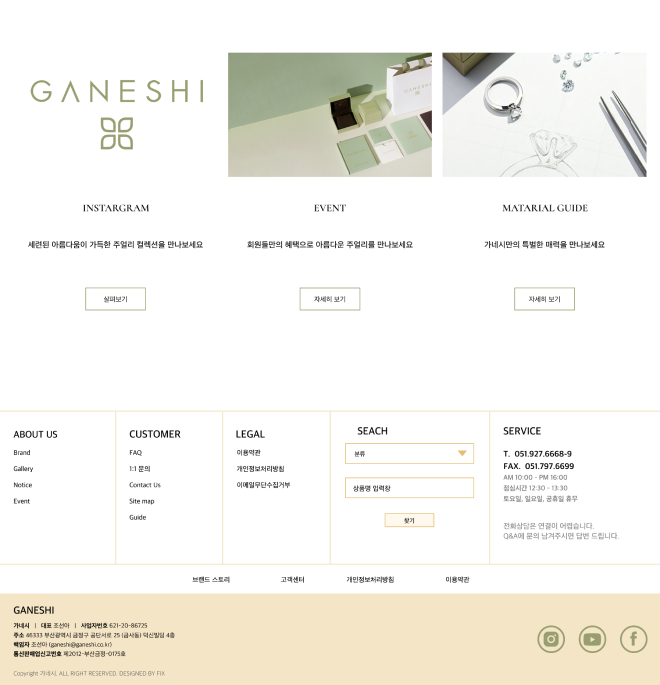 GANESHI
GANESHI
INSTARGRAM
세련된 아름다움이 가득한 주얼리 컬렉션을 만나보세요
살펴보기
EVENT
회원들만의 혜택으로 아름다운 주얼리를 만나보세요
자세히 보기
MATARIAL GUIDE
가네시만의 특별한 매력을 만나보세요
자세히 보기
ABOUT US
Brand
Gallery
Notice
Event
CUSTOMER
FAQ
1:1 문의
Contact Us
Site map
Guide
LEGAL
이용약관
개인정보처리방침
이메일무단수집거부
SEACH
분류
상품명 입력창
찾기
SERVICE
T. 051.927.6668-9
FAX. 051.797.6699
AM 10:00 - PM 16:00
점심시간 12:30 - 13:30
토요일, 일요일, 공휴일 휴무
전화상담은 연결이 어렵습니다.
Q&A에 문의 남겨주시면 답변 드립니다.
브랜드 스토리 고객센터 개인정보처리방침 이용약관
GANESHI
가네시 | 대표 조선아 | 사업자번호 621-20-86725
주소 46333 부산광역시 금정구 공단서로 25 (금사동) 덕신빌딩 4층
책임자 조선아 (ganeshi@ganeshi.co.kr)
통신판매업신고번호 제2012-부산금정-0175호
Copyright 가네시. ALL RIGHT RESERVED. DESIGNED BY FIX